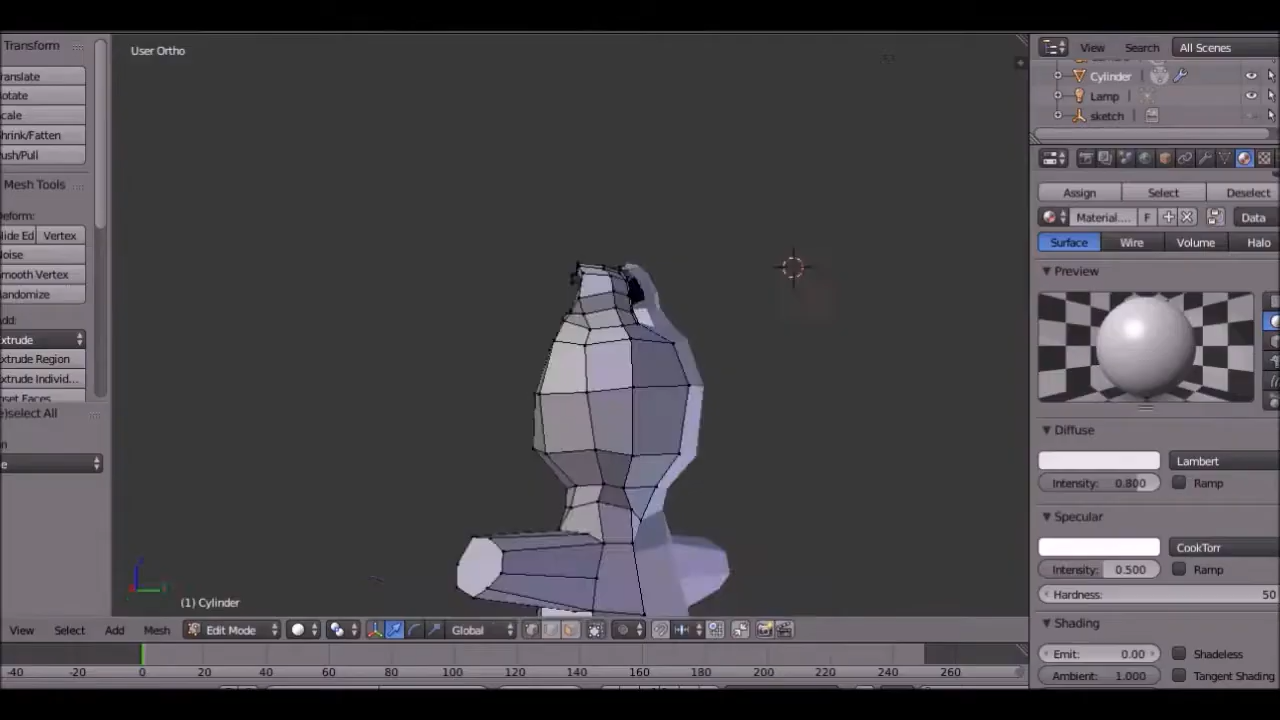 User Ortho
Transform
ranslate
otate
cale
hrink/Fatten
ush/Pull
Mesh Tools
eform:
lide Ed Vertex
Noise
mooth Vertex
andomize
dd:
xtrude
xtrude Region
xtrude Individ...
nset Faces
e)select All
(1) Cylinder
View Select Add Mesh Edit Mode Global
-40 -20 0 20 40 60 80 100 120 140 160 180 200 220 240 260
View Search All Scenes
Cylinder
Lamp
sketch
Assign Select Deselect
Material.... F Data
Surface Wire Volume Halo
Preview
Diffuse
Lambert
Intensity: 0.800 Ramp
Specular
CookTorr
Intensity: 0.500 Ramp
Hardness: 50
Shading
Emit: 0.00 Shadeless
Ambient: 1.000 Tangent Shading